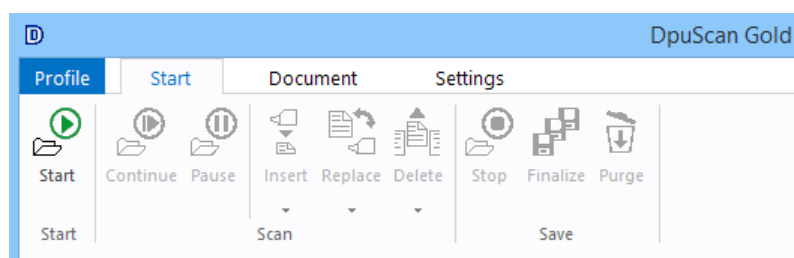 D
DpuScan Gold
Profile Start Document Settings
Start Continue Pause Insert Replace Delete Stop Finalize Purge
Start Scan Save